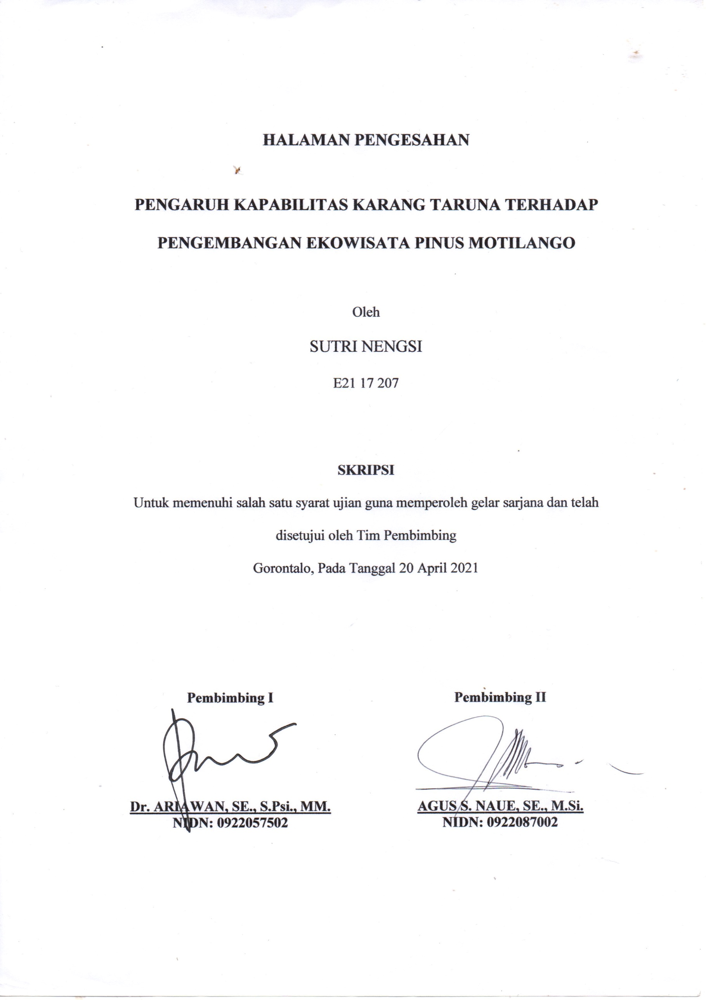 HALAMAN PENGESAHAN
PENGARUH KAPABILITAS KARANG TARUNA TERHADAP
PENGEMBANGAN EKOWISATA PINUS MOTILANGO
Oleh
SUTRI NENGSI
E21 17 207
SKRIPSI
Untuk memenuhi salah satu syarat ujian guna memperoleh gelar sarjana dan telah
disetujui oleh Tim Pembimbing
Gorontalo, Pada Tanggal 20 April 2021
Pembimbing I
Pembimbing II
Dr. ARIAWAN, SE., S.Psi., MM.
AGUS S. NAUE, SE., M.Si.
NIDN: 0922057502
NIDN: 0922087002